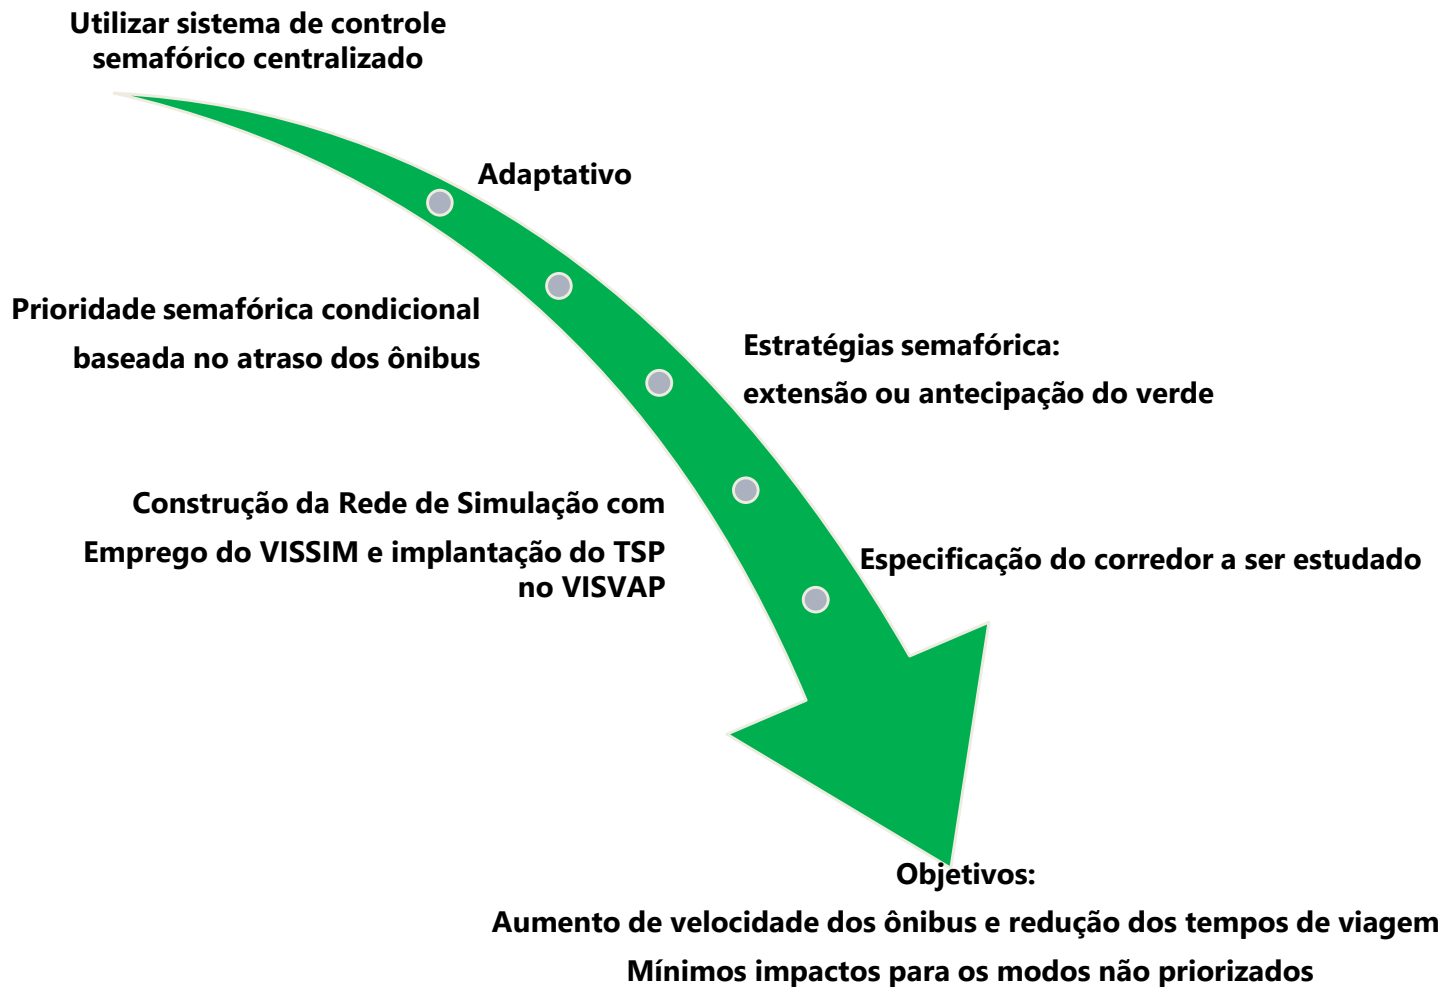 Utilizar sistema de controle
semafórico centralizado
Adaptativo
Prioridade semafórica condicional
baseada no atraso dos ônibus
Estratégias semafórica:
extensão ou antecipação do verde
Construção da Rede de Simulação com
Emprego do VISSIM e implantação do TSP
no VISVAP
Especificação do corredor a ser estudado
Objetivos:
Aumento de velocidade dos ônibus e redução dos tempos de viagem
Mínimos impactos para os modos não priorizados